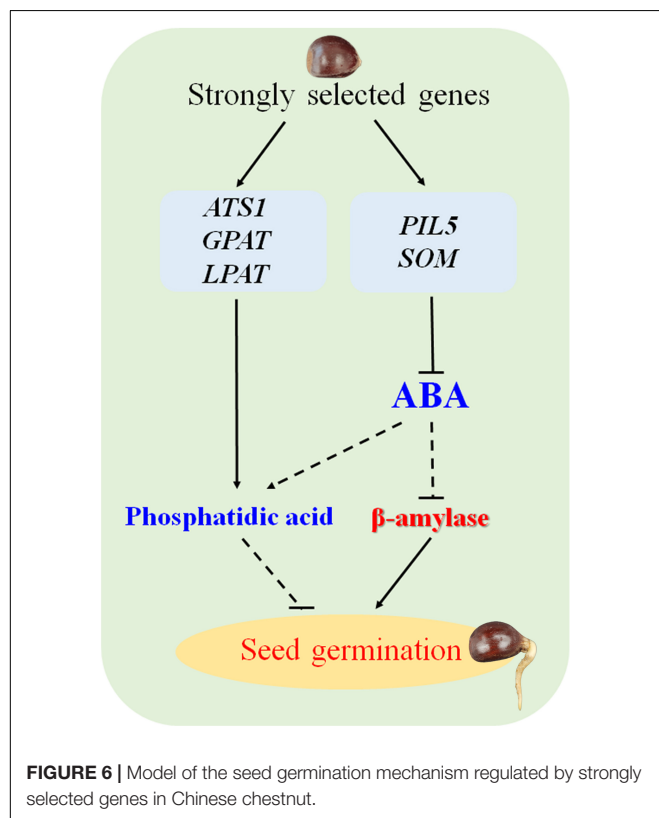 Strongly selected genes
ATS1
GPAT
LPAT
PIL5
SOM
ABA
Phosphatidic acid
β-amylase
Seed germination
FIGURE 6 | Model of the seed germination mechanism regulated by strongly
selected genes in Chinese chestnut.